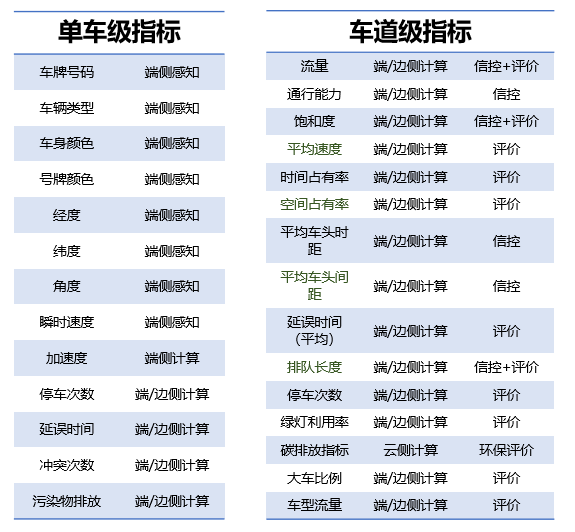 单车级指标
车牌号码 端侧感知
车辆类型 端侧感知
车身颜色 端侧感知
号牌颜色 端侧感知
经度 端侧感知
纬度 端侧感知
角度 端侧感知
瞬时速度 端侧感知
加速度 端侧计算
停车次数 端/边侧计算
延误时间 端/边侧计算
冲突次数 端/边侧计算
污染物排放 端/边侧计算
车道级指标
流量 端/边侧计算 信控+评价
通行能力 端/边侧计算 信控
饱和度 端/边侧计算 信控+评价
平均速度 端/边侧计算 评价
时间占有率 端/边侧计算 评价
空间占有率 端/边侧计算 评价
平均车头时
距 端/边侧计算 信控
平均车头间
距 端/边侧计算 信控
延误时间
（平均） 端/边侧计算 评价
排队长度 端/边侧计算 信控+评价
停车次数 端/边侧计算 评价
绿灯利用率 端/边侧计算 评价
碳排放指标 云侧计算 环保评价
大车比例 端/边侧计算 评价
车型流量 端/边侧计算 评价